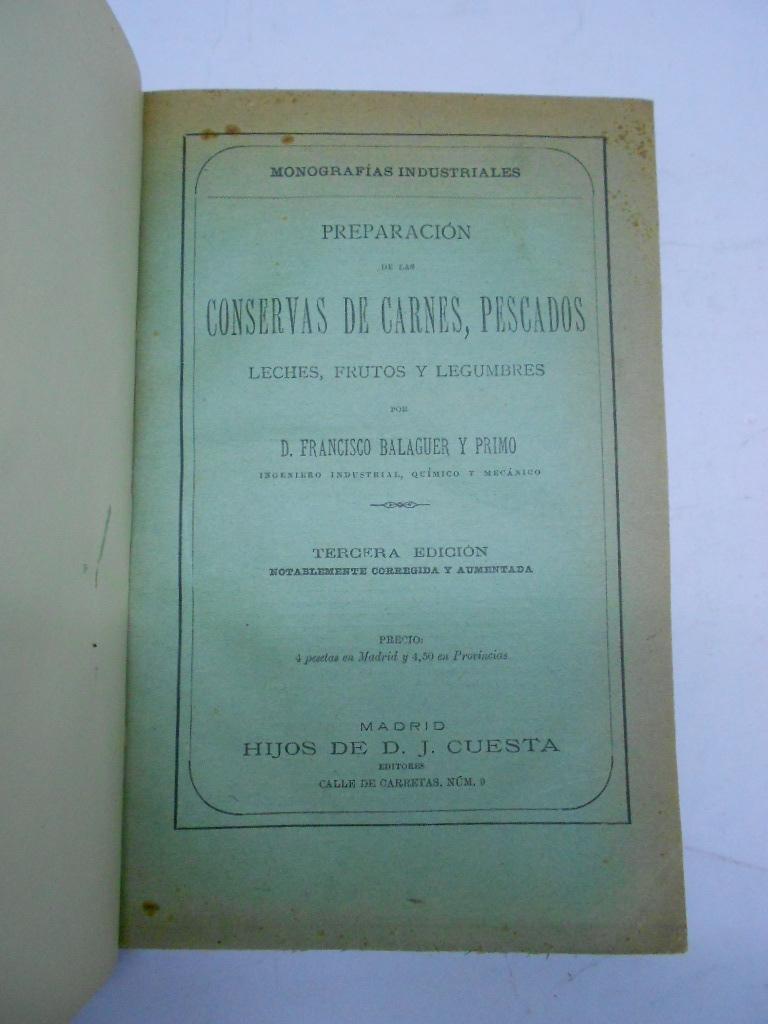 MONOGRAFÍAS INDUSTRIALES
PREPARACIÓN
DE LAS
CONSERVAS DE CARNES, PESCADOS
LECHES, FRUTOS Y LEGUMBRES
POR
D. FRANCISCO BALAGUER Y PRIMO
INGENIERO INDUSTRIAL, QUÍMICO Y MECÁNICO
TERCERA EDICIÓN
NOTABLEMENTE CORREGIDA Y AUMENTADA
PRECIO:
4 pesetas en Madrid y 4,50 en Provincias.
MADRID
HIJOS DE D. J. CUESTA
EDITORES
CALLE DE CARRETAS, NÚM. 9